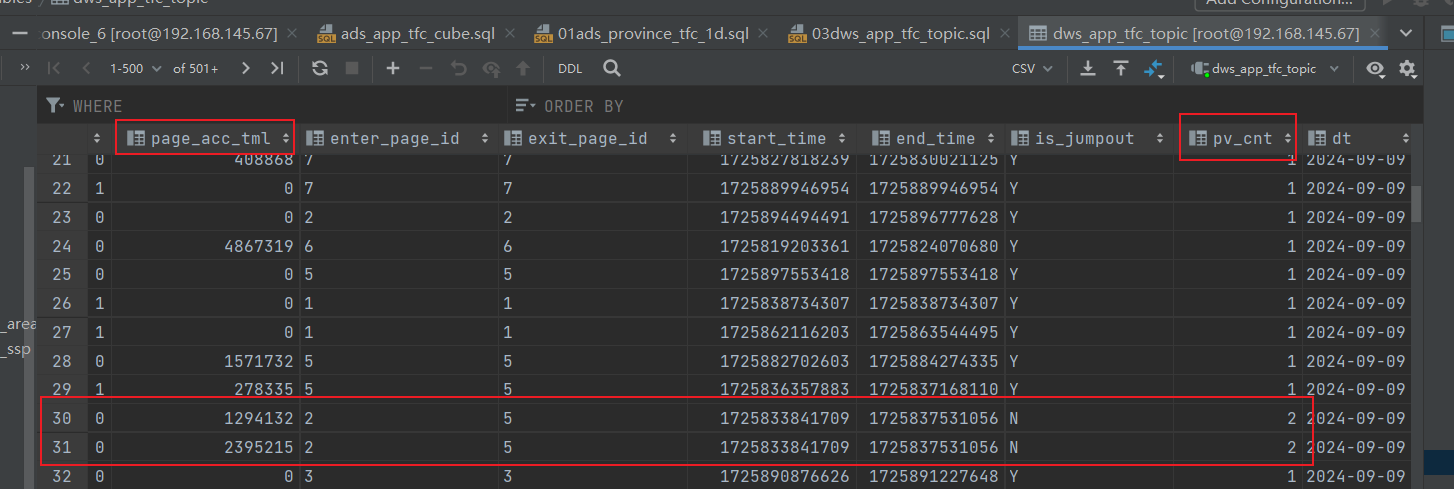 dws_app_tfc_topic Add Configuration...
console_6 [root@192.168.145.67] ads_app_tfc_cube.sql 01ads_province_tfc_1d.sql 03dws_app_tfc_topic.sql dws_app_tfc_topic [root@192.168.145.67]
1-500 of 501+ DDL CSV dws_app_tfc_topic
WHERE ORDER BY
page_acc_tml enter_page_id exit_page_id start_time end_time is_jumpout pv_cnt dt
21 0 408868 7 7 1725827818239 1725830021125 Y 1 2024-09-09
22 1 0 7 7 1725889946954 1725889946954 Y 1 2024-09-09
23 0 0 2 2 1725894494491 1725896777628 Y 1 2024-09-09
24 0 4867319 6 6 1725819203361 1725824070680 Y 1 2024-09-09
25 0 0 5 5 1725897553418 1725897553418 Y 1 2024-09-09
26 1 0 1 1 1725838734307 1725838734307 Y 1 2024-09-09
27 1 0 1 1 1725862116203 1725863544495 Y 1 2024-09-09
28 0 1571732 5 5 1725882702603 1725884274335 Y 1 2024-09-09
29 1 278335 5 5 1725836357883 1725837168110 Y 1 2024-09-09
30 0 1294132 2 5 1725833841709 1725837531056 N 2 2024-09-09
31 0 2395215 2 5 1725833841709 1725837531056 N 2 2024-09-09
32 0 3 3 1725890876626 1725891227648 Y 1 2024-09-09
_area
_ssp